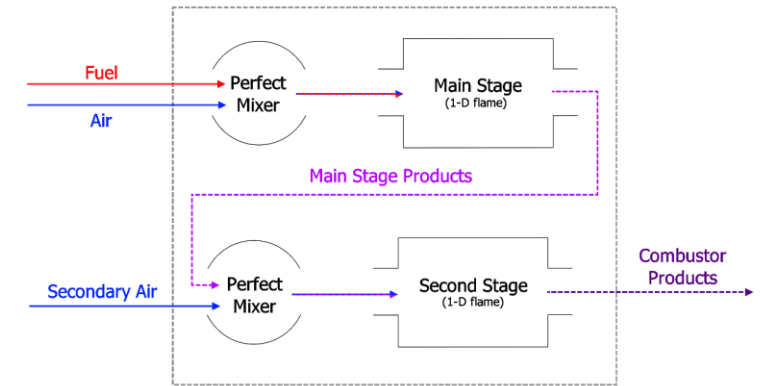 Fuel
Air
Perfect
Mixer
Main Stage
(1-D flame)
Main Stage Products
Secondary Air
Perfect
Mixer
Second Stage
(1-D flame)
Combustor
Products